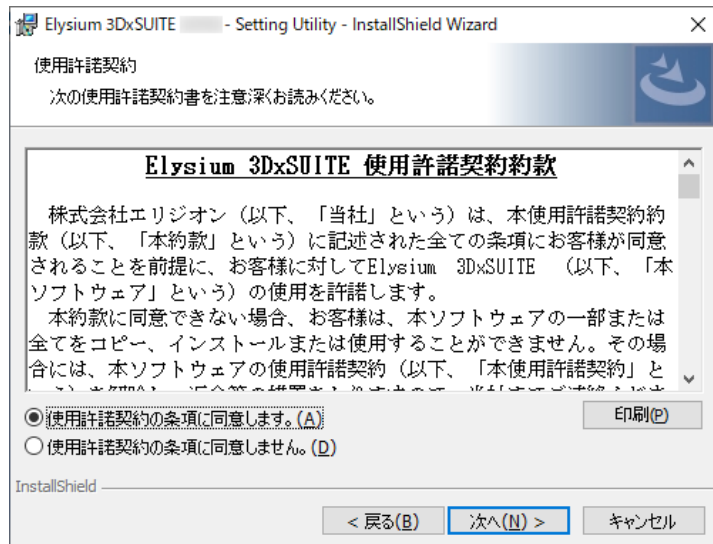 Elysium 3DxSUITE - Setting Utility - InstallShield Wizard
使用許諾契約
次の使用許諾契約書を注意深くお読みください。
Elysium 3DxSUITE 使用許諾契約約款
株式会社エリジオン（以下、「当社」という）は、本使用許諾契約約
款（以下、「本約款」という）に記述された全ての条項にお客様が同意
されることを前提に、お客様に対してElysium 3DxSUITE （以下、「本
ソフトウェア」という）の使用を許諾します。
本約款に同意できない場合、お客様は、本ソフトウェアの一部または
全てをコピー、インストールまたは使用することができません。その場
合には、本ソフトウェアの使用許諾契約（以下、「本使用許諾契約」と
使用許諾契約の条項に同意します。(A)
印刷(P)
使用許諾契約の条項に同意しません。(D)
InstallShield
< 戻る(B)
次へ(N) >
キャンセル